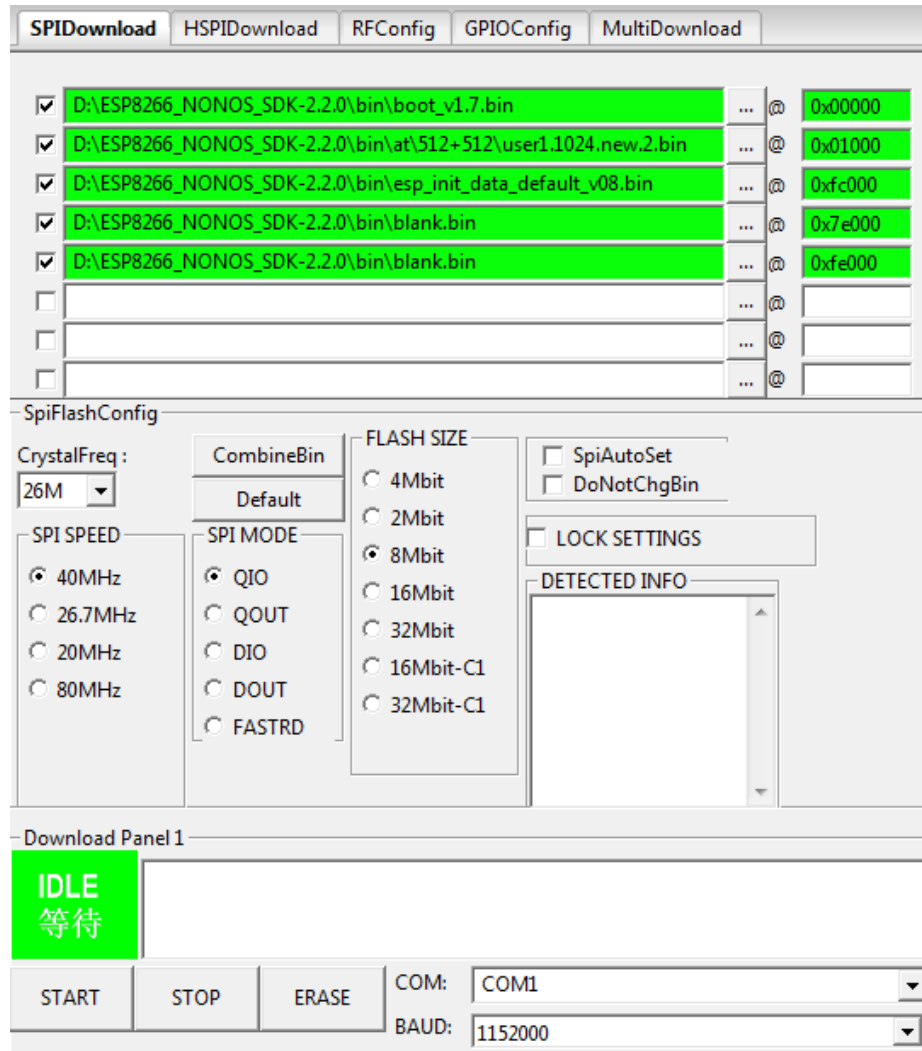 SPIDownload HSPIDownload RFConfig GPIOConfig MultiDownload
D:\ESP8266_NONOS_SDK-2.2.0\bin\boot_v1.7.bin ... @ 0x00000
D:\ESP8266_NONOS_SDK-2.2.0\bin\at\512+512\user1.1024.new.2.bin ... @ 0x01000
D:\ESP8266_NONOS_SDK-2.2.0\bin\esp_init_data_default_v08.bin ... @ 0xfc000
D:\ESP8266_NONOS_SDK-2.2.0\bin\blank.bin ... @ 0x7e000
D:\ESP8266_NONOS_SDK-2.2.0\bin\blank.bin ... @ 0xfe000
... @
... @
... @
SpiFlashConfig
CrystalFreq :
26M
CombineBin
Default
SPI SPEED
40MHz
26.7MHz
20MHz
80MHz
SPI MODE
QIO
QOUT
DIO
DOUT
FASTRD
FLASH SIZE
4Mbit
2Mbit
8Mbit
16Mbit
32Mbit
16Mbit-C1
32Mbit-C1
SpiAutoSet
DoNotChgBin
LOCK SETTINGS
DETECTED INFO
Download Panel 1
IDLE
等待
START STOP ERASE
COM: COM1
BAUD: 1152000